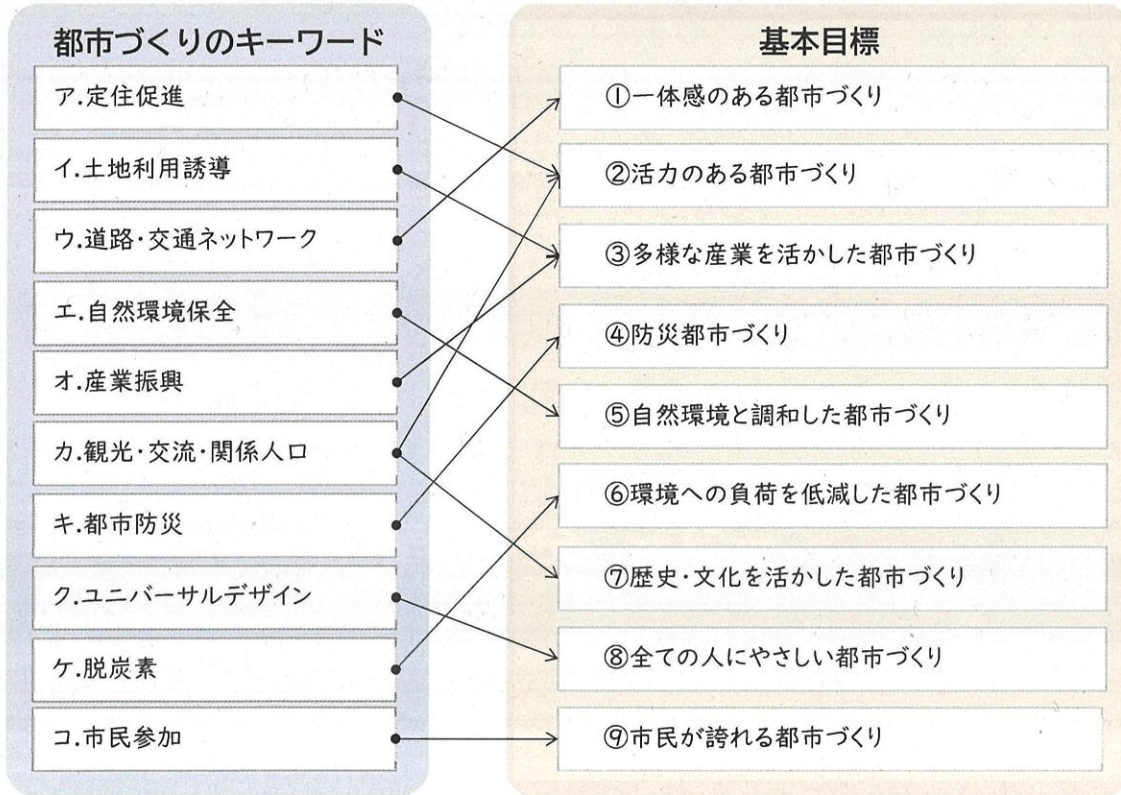 都市づくりのキーワード
ア.定住促進
イ.土地利用誘導
ウ.道路・交通ネットワーク
エ.自然環境保全
オ.産業振興
カ.観光・交流・関係人口
キ.都市防災
ク.ユニバーサルデザイン
ケ.脱炭素
コ.市民参加
基本目標
①一体感のある都市づくり
②活力のある都市づくり
③多様な産業を活かした都市づくり
④防災都市づくり
⑤自然環境と調和した都市づくり
⑥環境への負荷を低減した都市づくり
⑦歴史・文化を活かした都市づくり
⑧全ての人にやさしい都市づくり
⑨市民が誇れる都市づくり